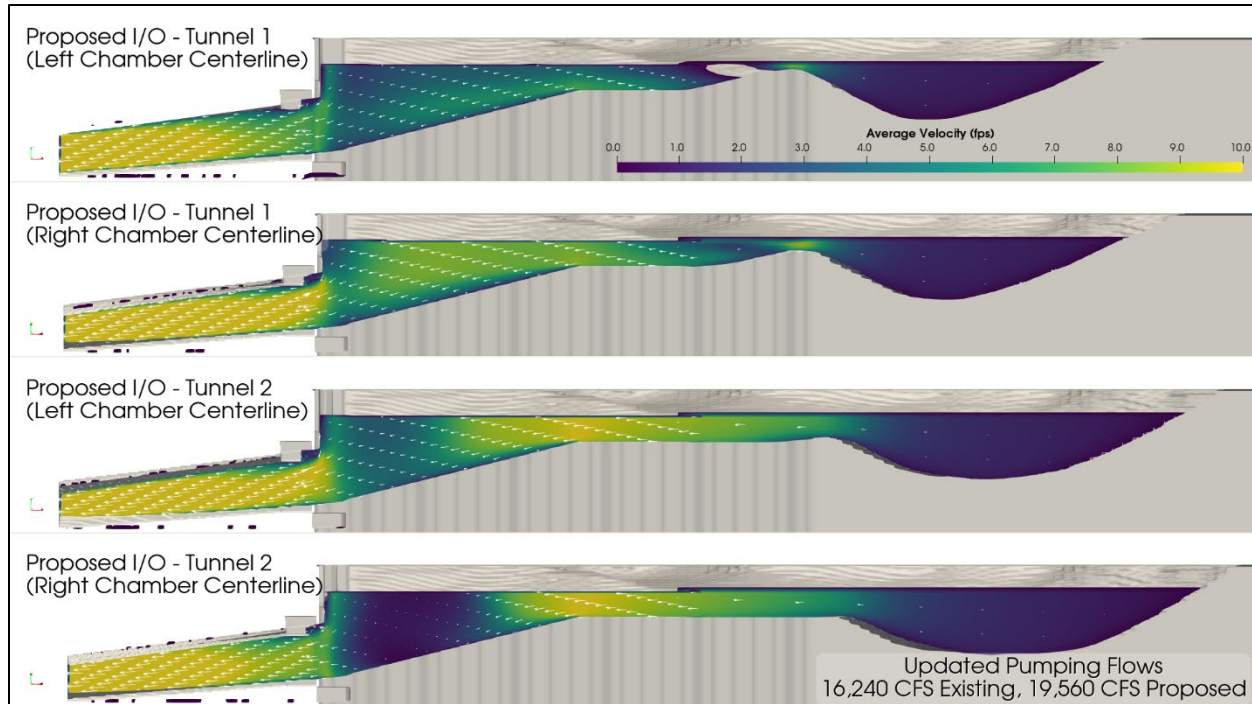 Proposed I/O - Tunnel 1
(Left Chamber Centerline)
Average Velocity (fps)
0.0 1.0 2.0 3.0 4.0 5.0 6.0 7.0 8.0 9.0 10.0
Proposed I/O - Tunnel 1
(Right Chamber Centerline)
Proposed I/O - Tunnel 2
(Left Chamber Centerline)
Proposed I/O - Tunnel 2
(Right Chamber Centerline)
Updated Pumping Flows
16,240 CFS Existing, 19,560 CFS Proposed